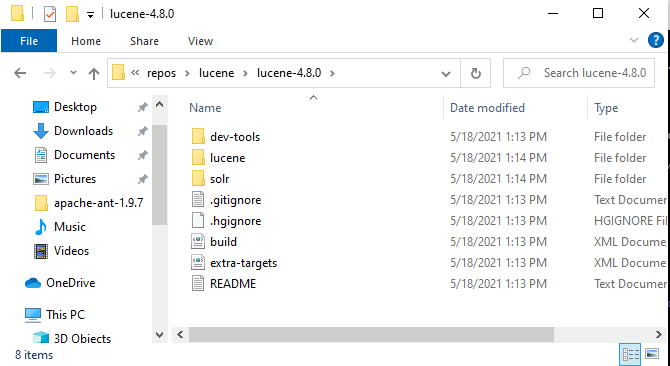 lucene-4.8.0
File Home Share View
« repos › lucene › lucene-4.8.0 › Search lucene-4.8.0
Name Date modified Type
Desktop
Downloads
Documents
Pictures
apache-ant-1.9.7
Music
Videos
OneDrive
This PC
3D Objects
dev-tools 5/18/2021 1:13 PM File folder
lucene 5/18/2021 1:14 PM File folder
solr 5/18/2021 1:14 PM File folder
.gitignore 5/18/2021 1:13 PM Text Documen
.hgignore 5/18/2021 1:13 PM HGIGNORE Fil
build 5/18/2021 1:13 PM XML Documen
extra-targets 5/18/2021 1:13 PM XML Documen
README 5/18/2021 1:13 PM Text Documen
8 items